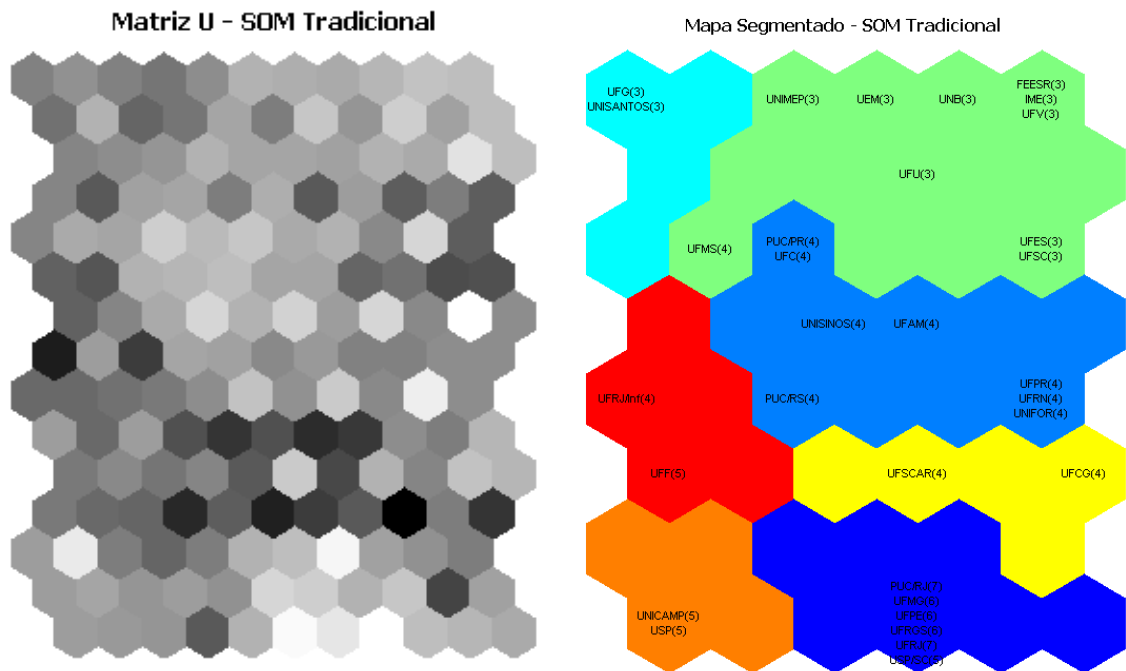 Matriz U - SOM Tradicional
Mapa Segmentado - SOM Tradicional
UFG(3)
UNISANTOS(3)
UNIMEP(3)
UEM(3)
UNB(3)
FEESR(3)
IME(3)
UFV(3)
UFU(3)
UFMS(4)
PUC/PR(4)
UFC(4)
UFES(3)
UFSC(3)
UNISINOS(4)
UFAM(4)
UFRJ/Inf(4)
PUC/RS(4)
UFPR(4)
UFRN(4)
UNIFOR(4)
UFF(5)
UFSCAR(4)
UFCG(4)
UNICAMP(5)
USP(5)
PUC/RJ(7)
UFMG(6)
UFPE(6)
UFRGS(6)
UFRJ(7)
USP/SC(5)